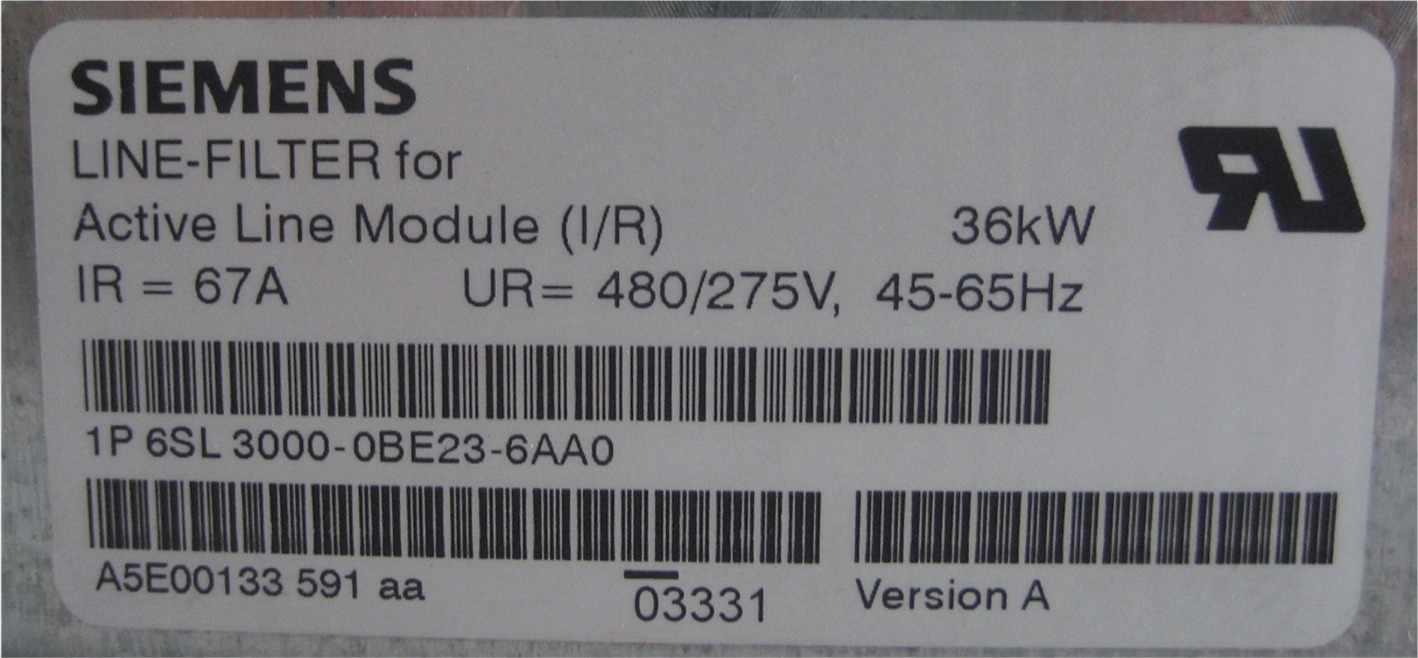 SIEMENS
LINE-FILTER for
Active Line Module (I/R) 36kW
IR = 67A UR= 480/275V, 45-65Hz
1P 6SL 3000-0BE23-6AA0
A5E00133 591 aa 03331 Version A